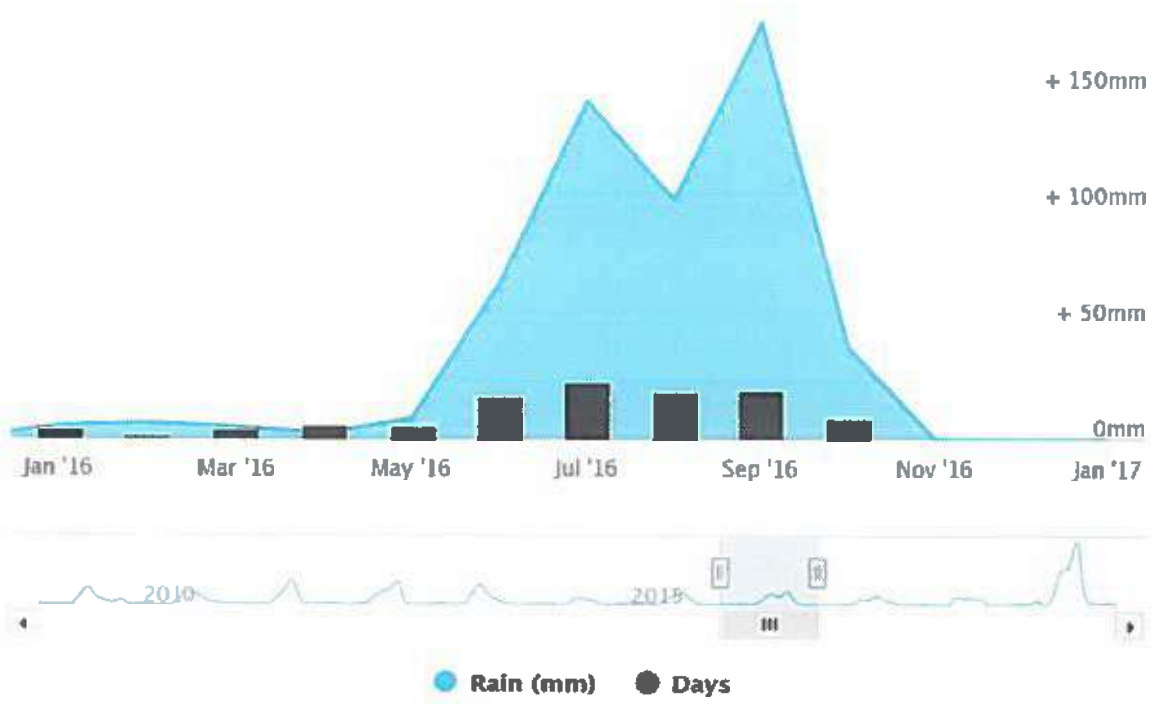 + 150mm
+ 100mm
+ 50mm
0mm
Jan '16 Mar '16 May '16 Jul '16 Sep '16 Nov '16 Jan '17
2010 2015
Rain (mm) Days